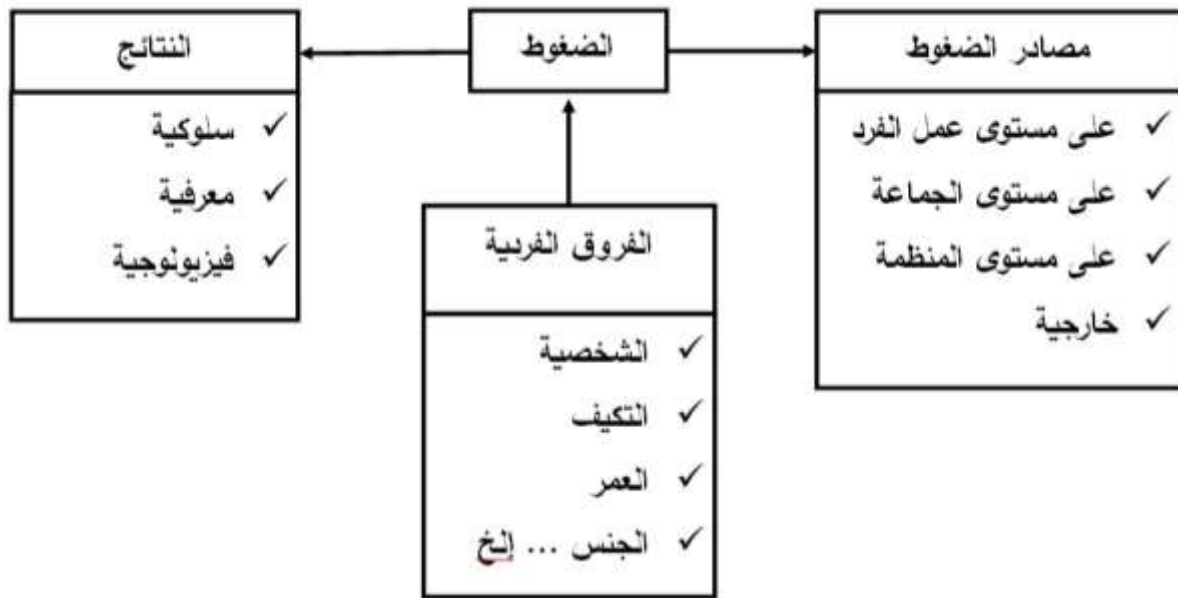 مصادر الضغوط
✓ على مستوى عمل الفرد
✓ على مستوى الجماعة
✓ على مستوى المنظمة
✓ خارجية
الضغوط
النتائج
✓ سلوكية
✓ معرفية
✓ فيزيولوجية
الفروق الفردية
✓ الشخصية
✓ التكيف
✓ العمر
✓ الجنس ... إلخ